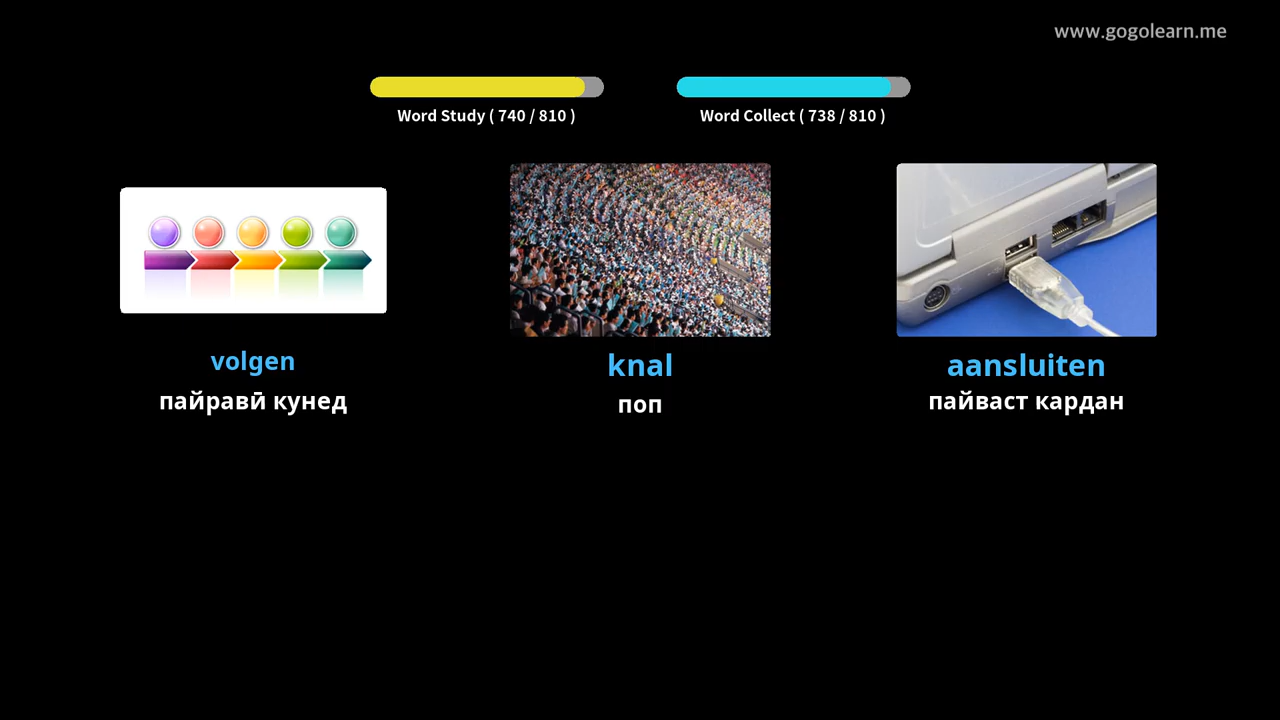 www.gogolearn.me
Word Study ( 740 / 810 )
Word Collect ( 738 / 810 )
volgen
knal
aansluiten
пайравӣ кунед
поп
пайваст кардан